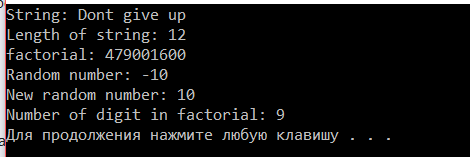 String: Dont give up
Length of string: 12
factorial: 479001600
Random number: -10
New random number: 10
Number of digit in factorial: 9
Для продолжения нажмите любую клавишу . . .